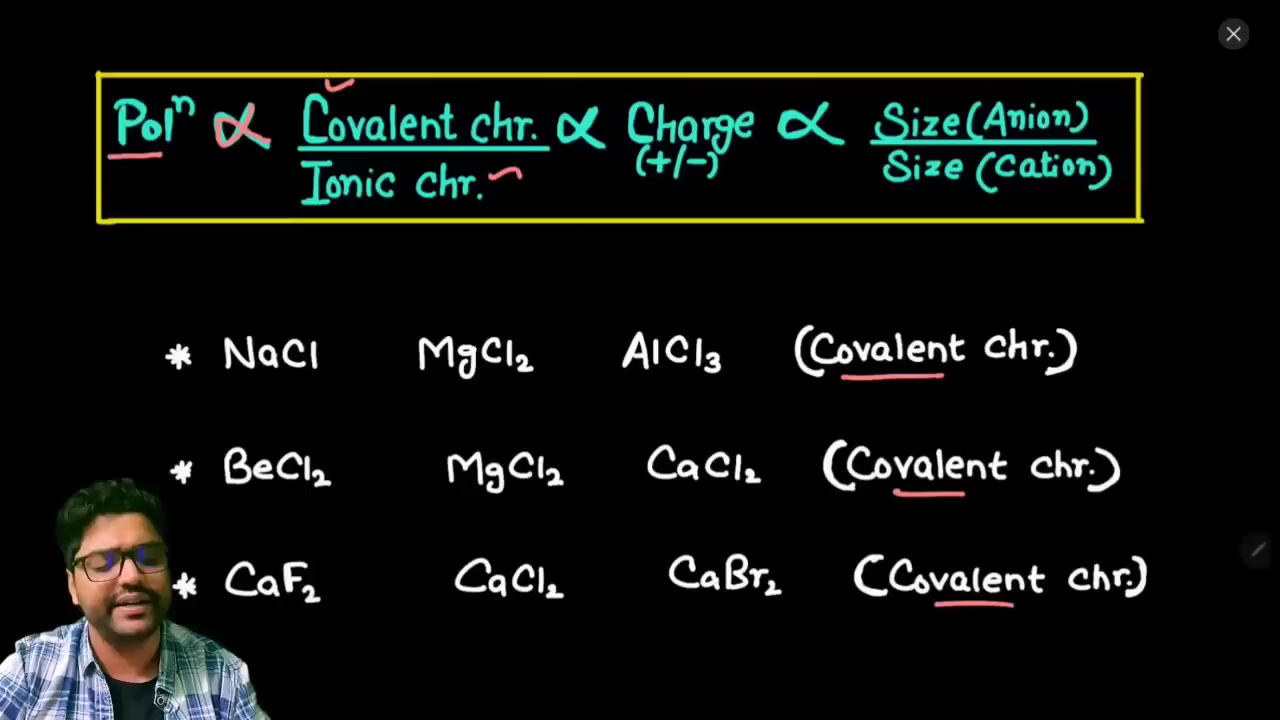 Polⁿ ∝ Covalent chr. / Ionic chr. ∝ Charge (+/-) ∝ Size (Anion) / Size (Cation)
* NaCl MgCl₂ AlCl₃ (Covalent chr.)
* BeCl₂ MgCl₂ CaCl₂ (Covalent chr.)
* CaF₂ CaCl₂ CaBr₂ (Covalent chr.)